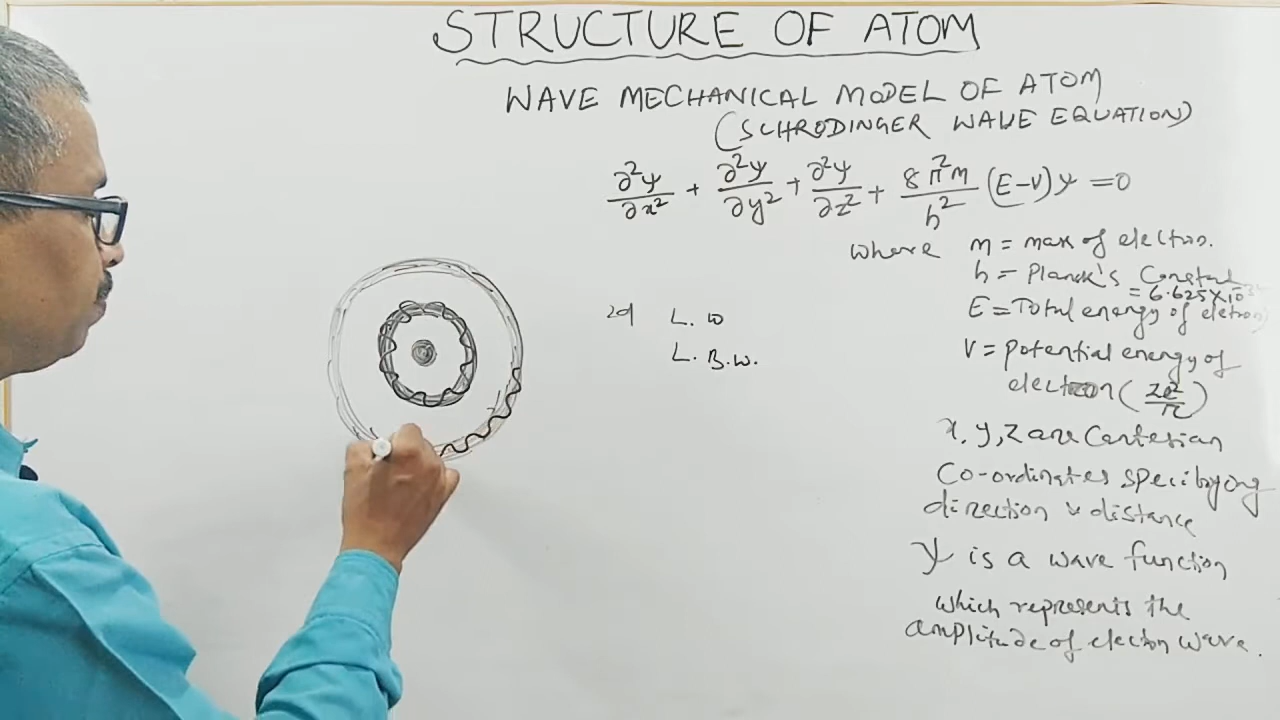 STRUCTURE OF ATOM
WAVE MECHANICAL MODEL OF ATOM
(SCHRODINGER WAVE EQUATION)
∂²ψ/∂x² + ∂²ψ/∂y² + ∂²ψ/∂z² + 8π²m/h² (E-V)ψ = 0
where m = mass of electron.
h = Planck's Constant
= 6.625×10
E = Total energy of eletron
V = potential energy of
electron (Ze²/r)
x, y, z are Cartesian
Co-ordinates specifying
direction & distance
ψ is a wave function
which represents the
amplitude of electron wave.
L. W
L. B.W.